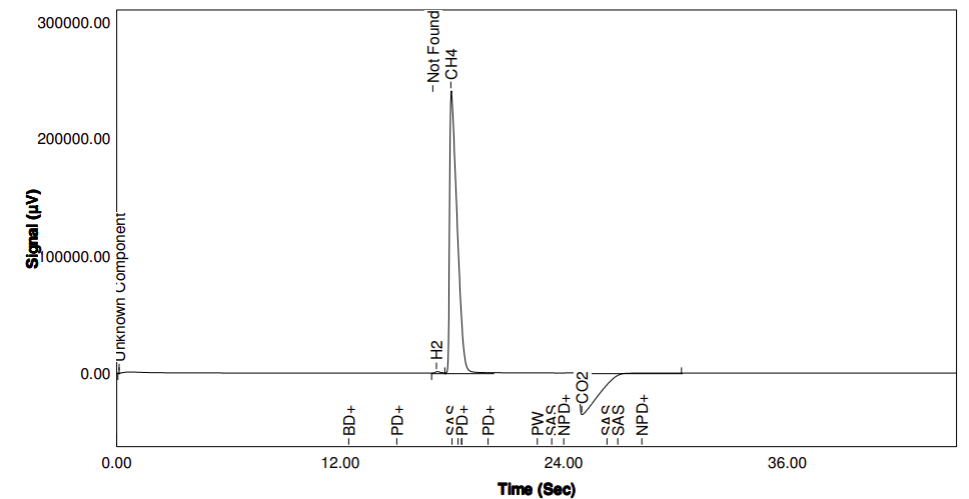 300000.00
Not Found
CH4
200000.00
Signal (µV)
100000.00
Unknown Component
H2
0.00
CO2
BD+
PD+
SAS
PD+
PD+
PW
SAS
NPD+
SAS
SAS
NPD+
0.00
12.00
24.00
36.00
Time (Sec)